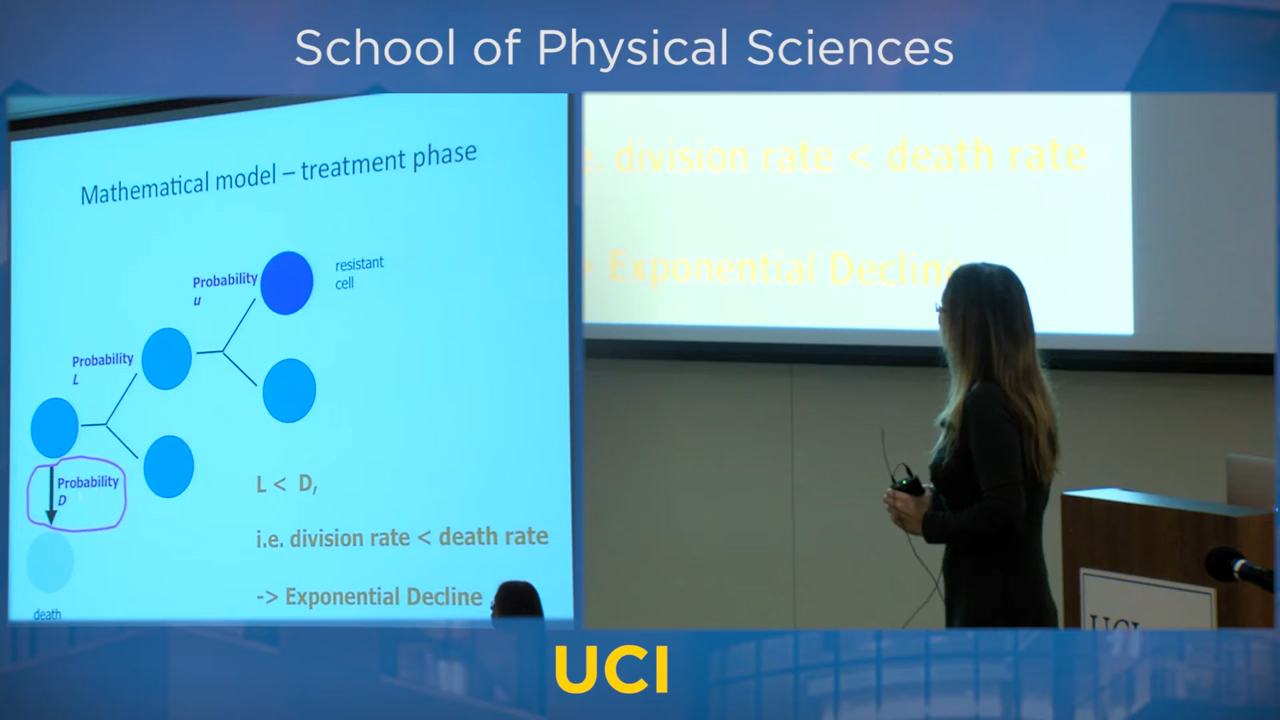 School of Physical Sciences
Mathematical model – treatment phase
Probability
u
resistant
cell
Probability
L
Probability
D
death
L < D,
i.e. division rate < death rate
-> Exponential Decline
. division rate < death rate
Exponential Decline
UCI
UCI